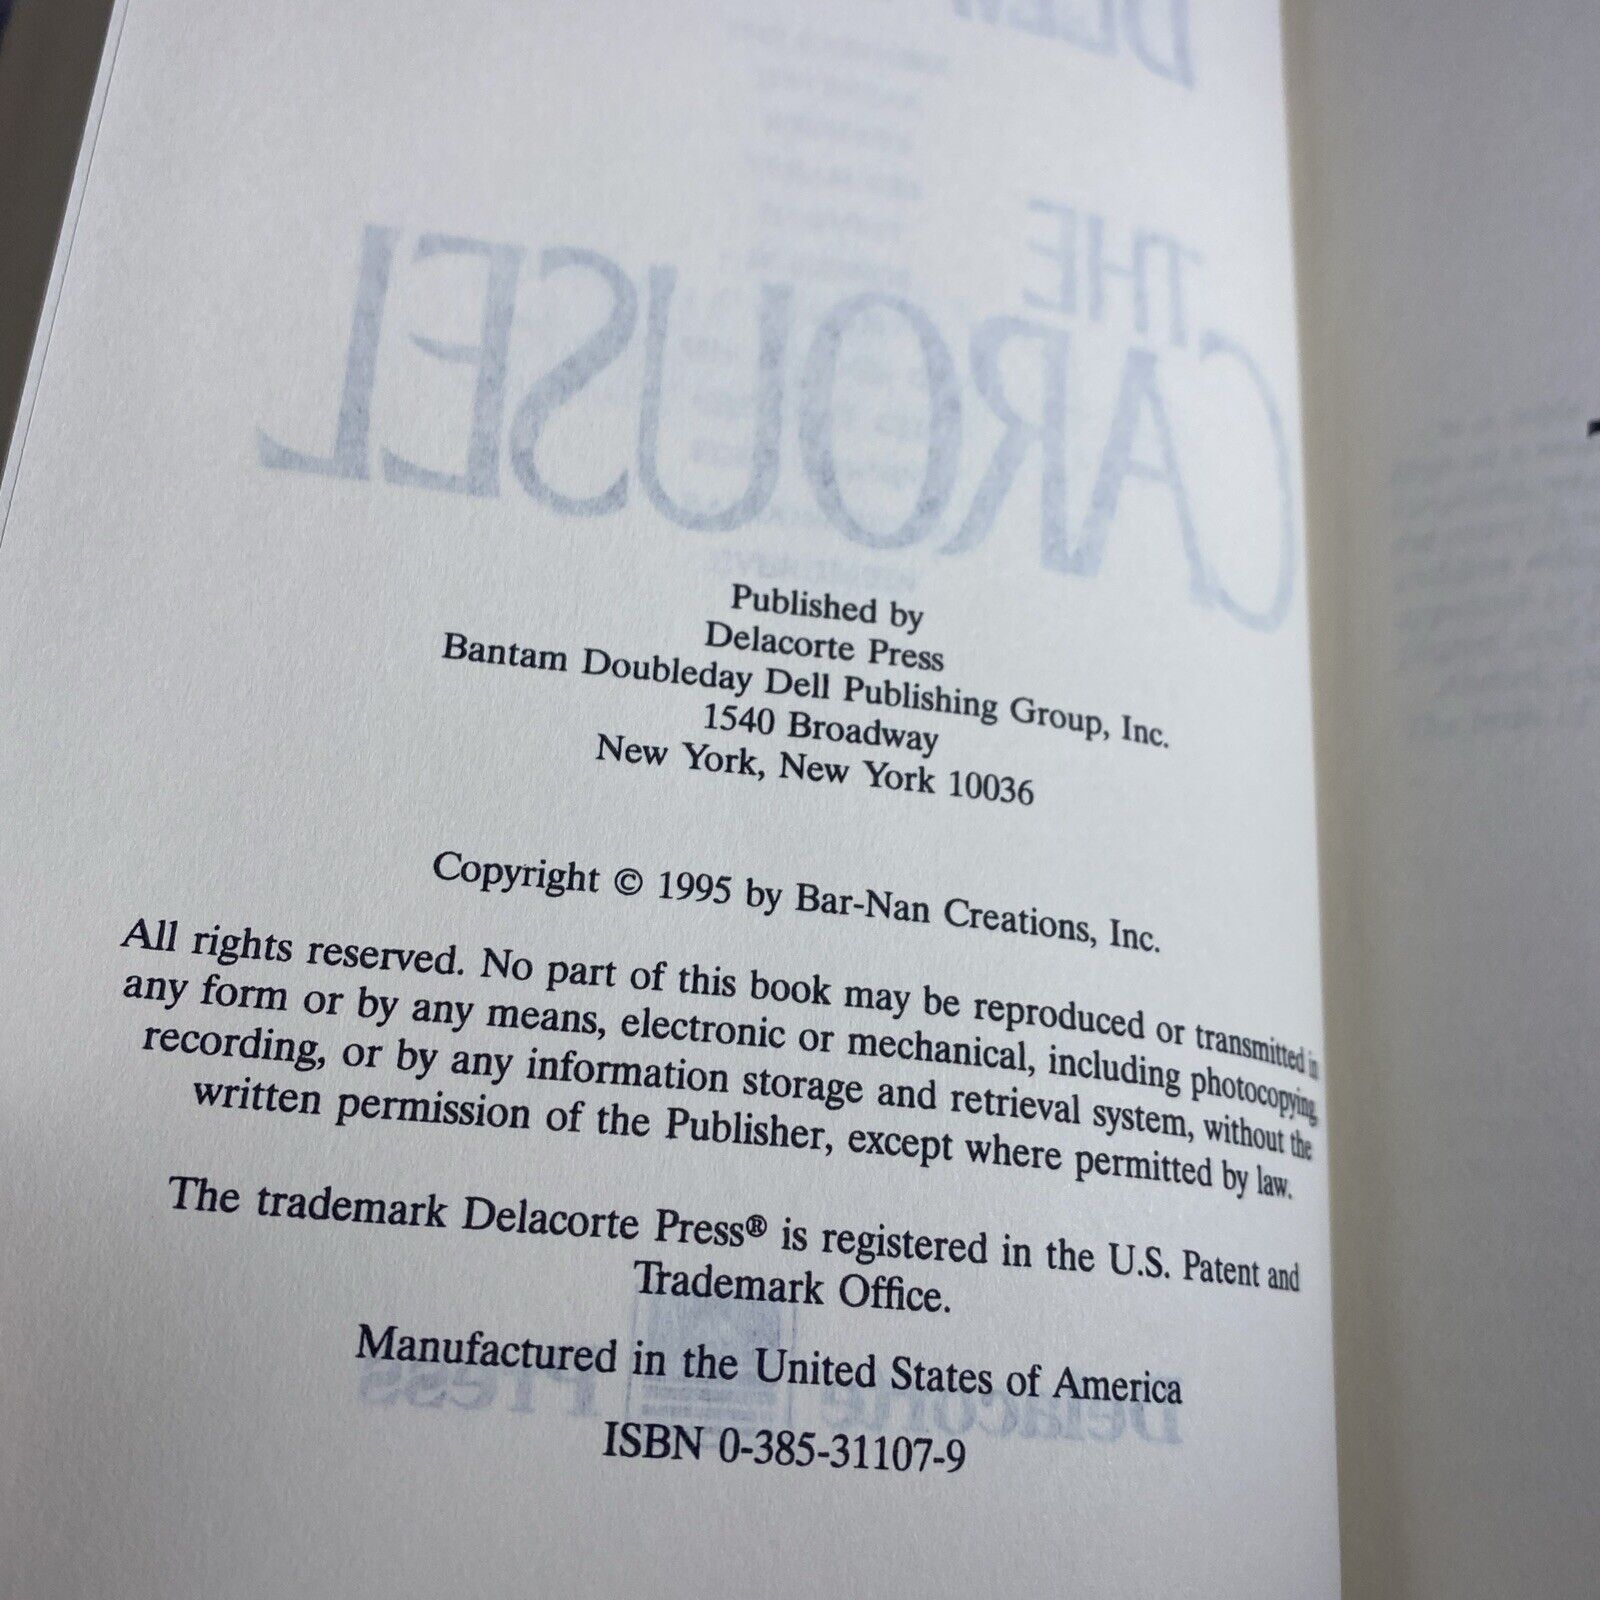 THE
CAROUSEL
Published by
Delacorte Press
Bantam Doubleday Dell Publishing Group, Inc.
1540 Broadway
New York, New York 10036
Copyright © 1995 by Bar-Nan Creations, Inc.
All rights reserved. No part of this book may be reproduced or transmitted in
any form or by any means, electronic or mechanical, including photocopying,
recording, or by any information storage and retrieval system, without the
written permission of the Publisher, except where permitted by law.
The trademark Delacorte Press® is registered in the U.S. Patent and
Trademark Office.
Manufactured in the United States of America
Delacorte Press
ISBN 0-385-31107-9